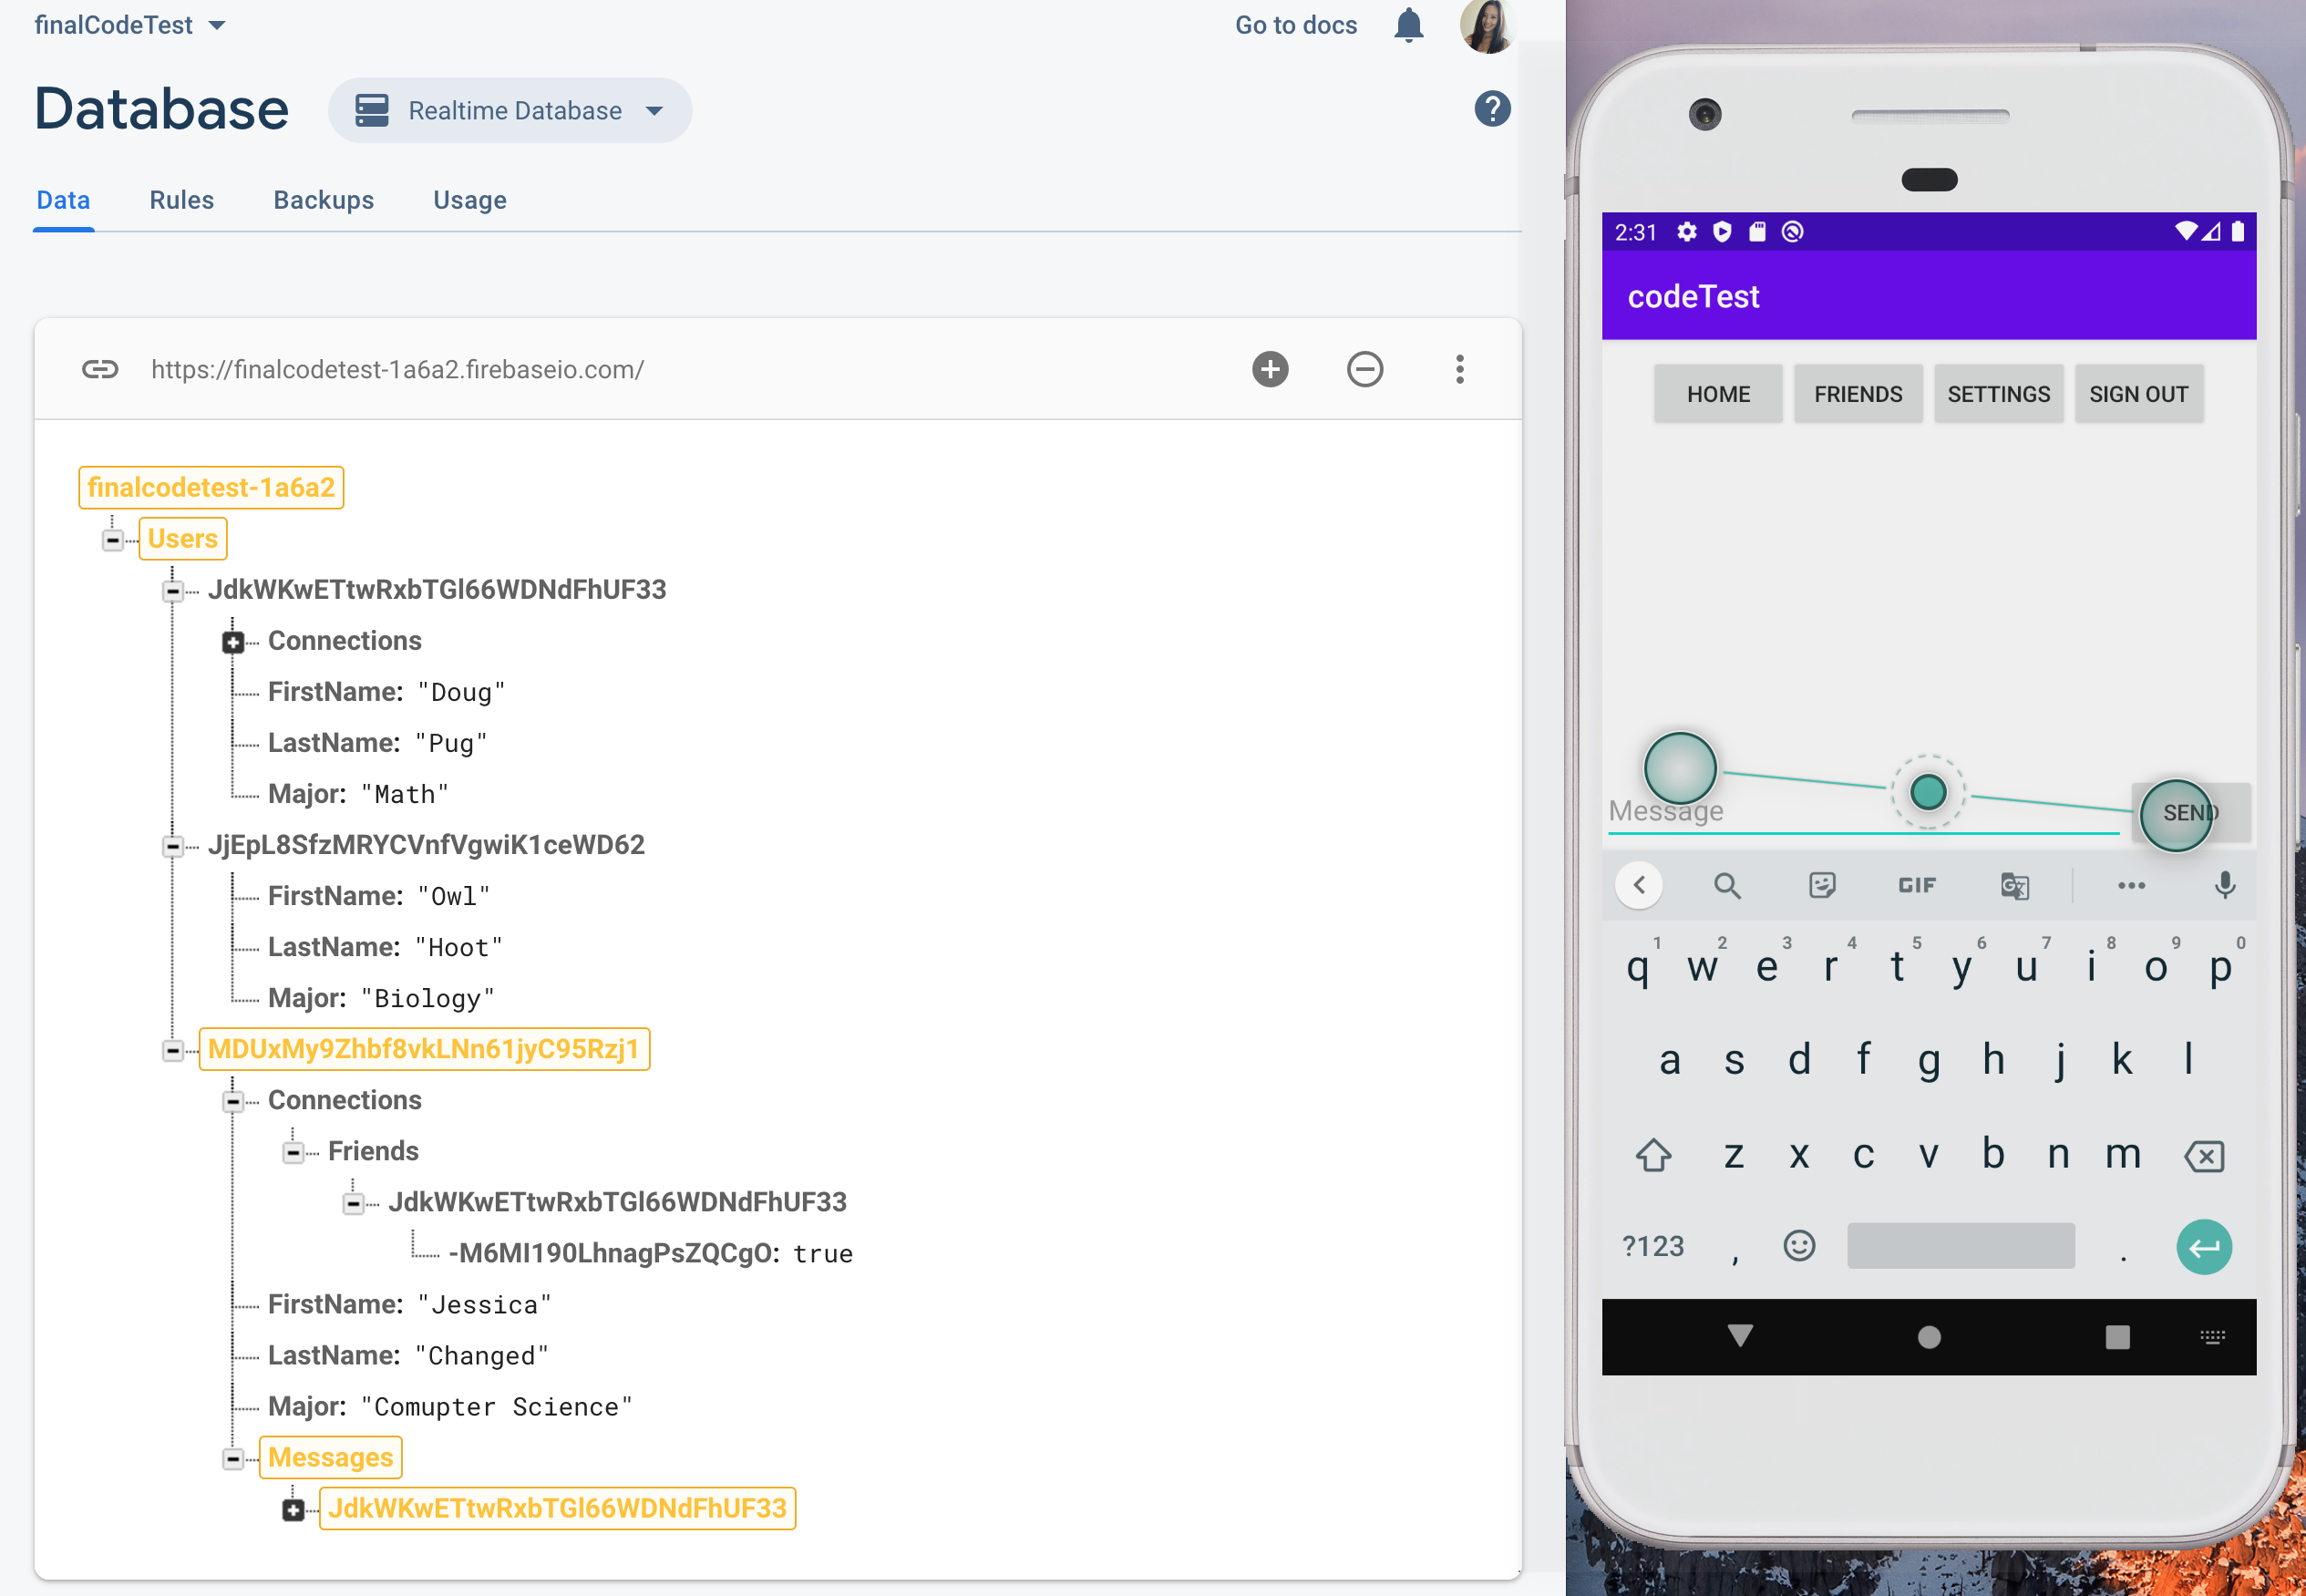 finalCodeTest
Go to docs
Database
Realtime Database
?
Data Rules Backups Usage
https://finalcodetest-1a6a2.firebaseio.com/
finalcodetest-1a6a2
Users
JdkWKwETtwRxbTGl66WDNdFhUF33
Connections
FirstName: "Doug"
LastName: "Pug"
Major: "Math"
JjEpL8SfzMRYCVnfVgwiK1ceWD62
FirstName: "Owl"
LastName: "Hoot"
Major: "Biology"
MDUxMy9Zhbf8vkLNn61jyC95Rzj1
Connections
Friends
JdkWKwETtwRxbTGl66WDNdFhUF33
-M6MI190LhnagPsZQCgO: true
FirstName: "Jessica"
LastName: "Changed"
Major: "Comupter Science"
Messages
JdkWKwETtwRxbTGl66WDNdFhUF33
2:31
codeTest
HOME FRIENDS SETTINGS SIGN OUT
Message SEND
GIF
1 2 3 4 5 6 7 8 9 0
q w e r t y u i o p
a s d f g h j k l
z x c v b n m
?123 , .